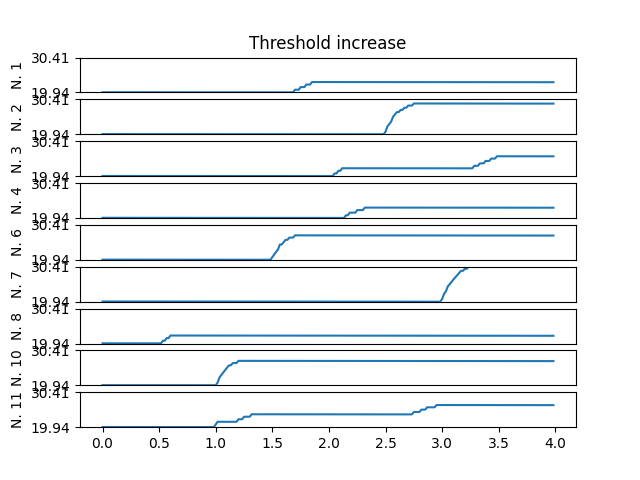 Threshold increase
30.41
N. 1
19.94
30.41
N. 2
19.94
30.41
N. 3
19.94
30.41
N. 4
19.94
30.41
N. 6
19.94
30.41
N. 7
19.94
30.41
N. 8
19.94
30.41
N. 10
19.94
30.41
N. 11
19.94
0.0 0.5 1.0 1.5 2.0 2.5 3.0 3.5 4.0